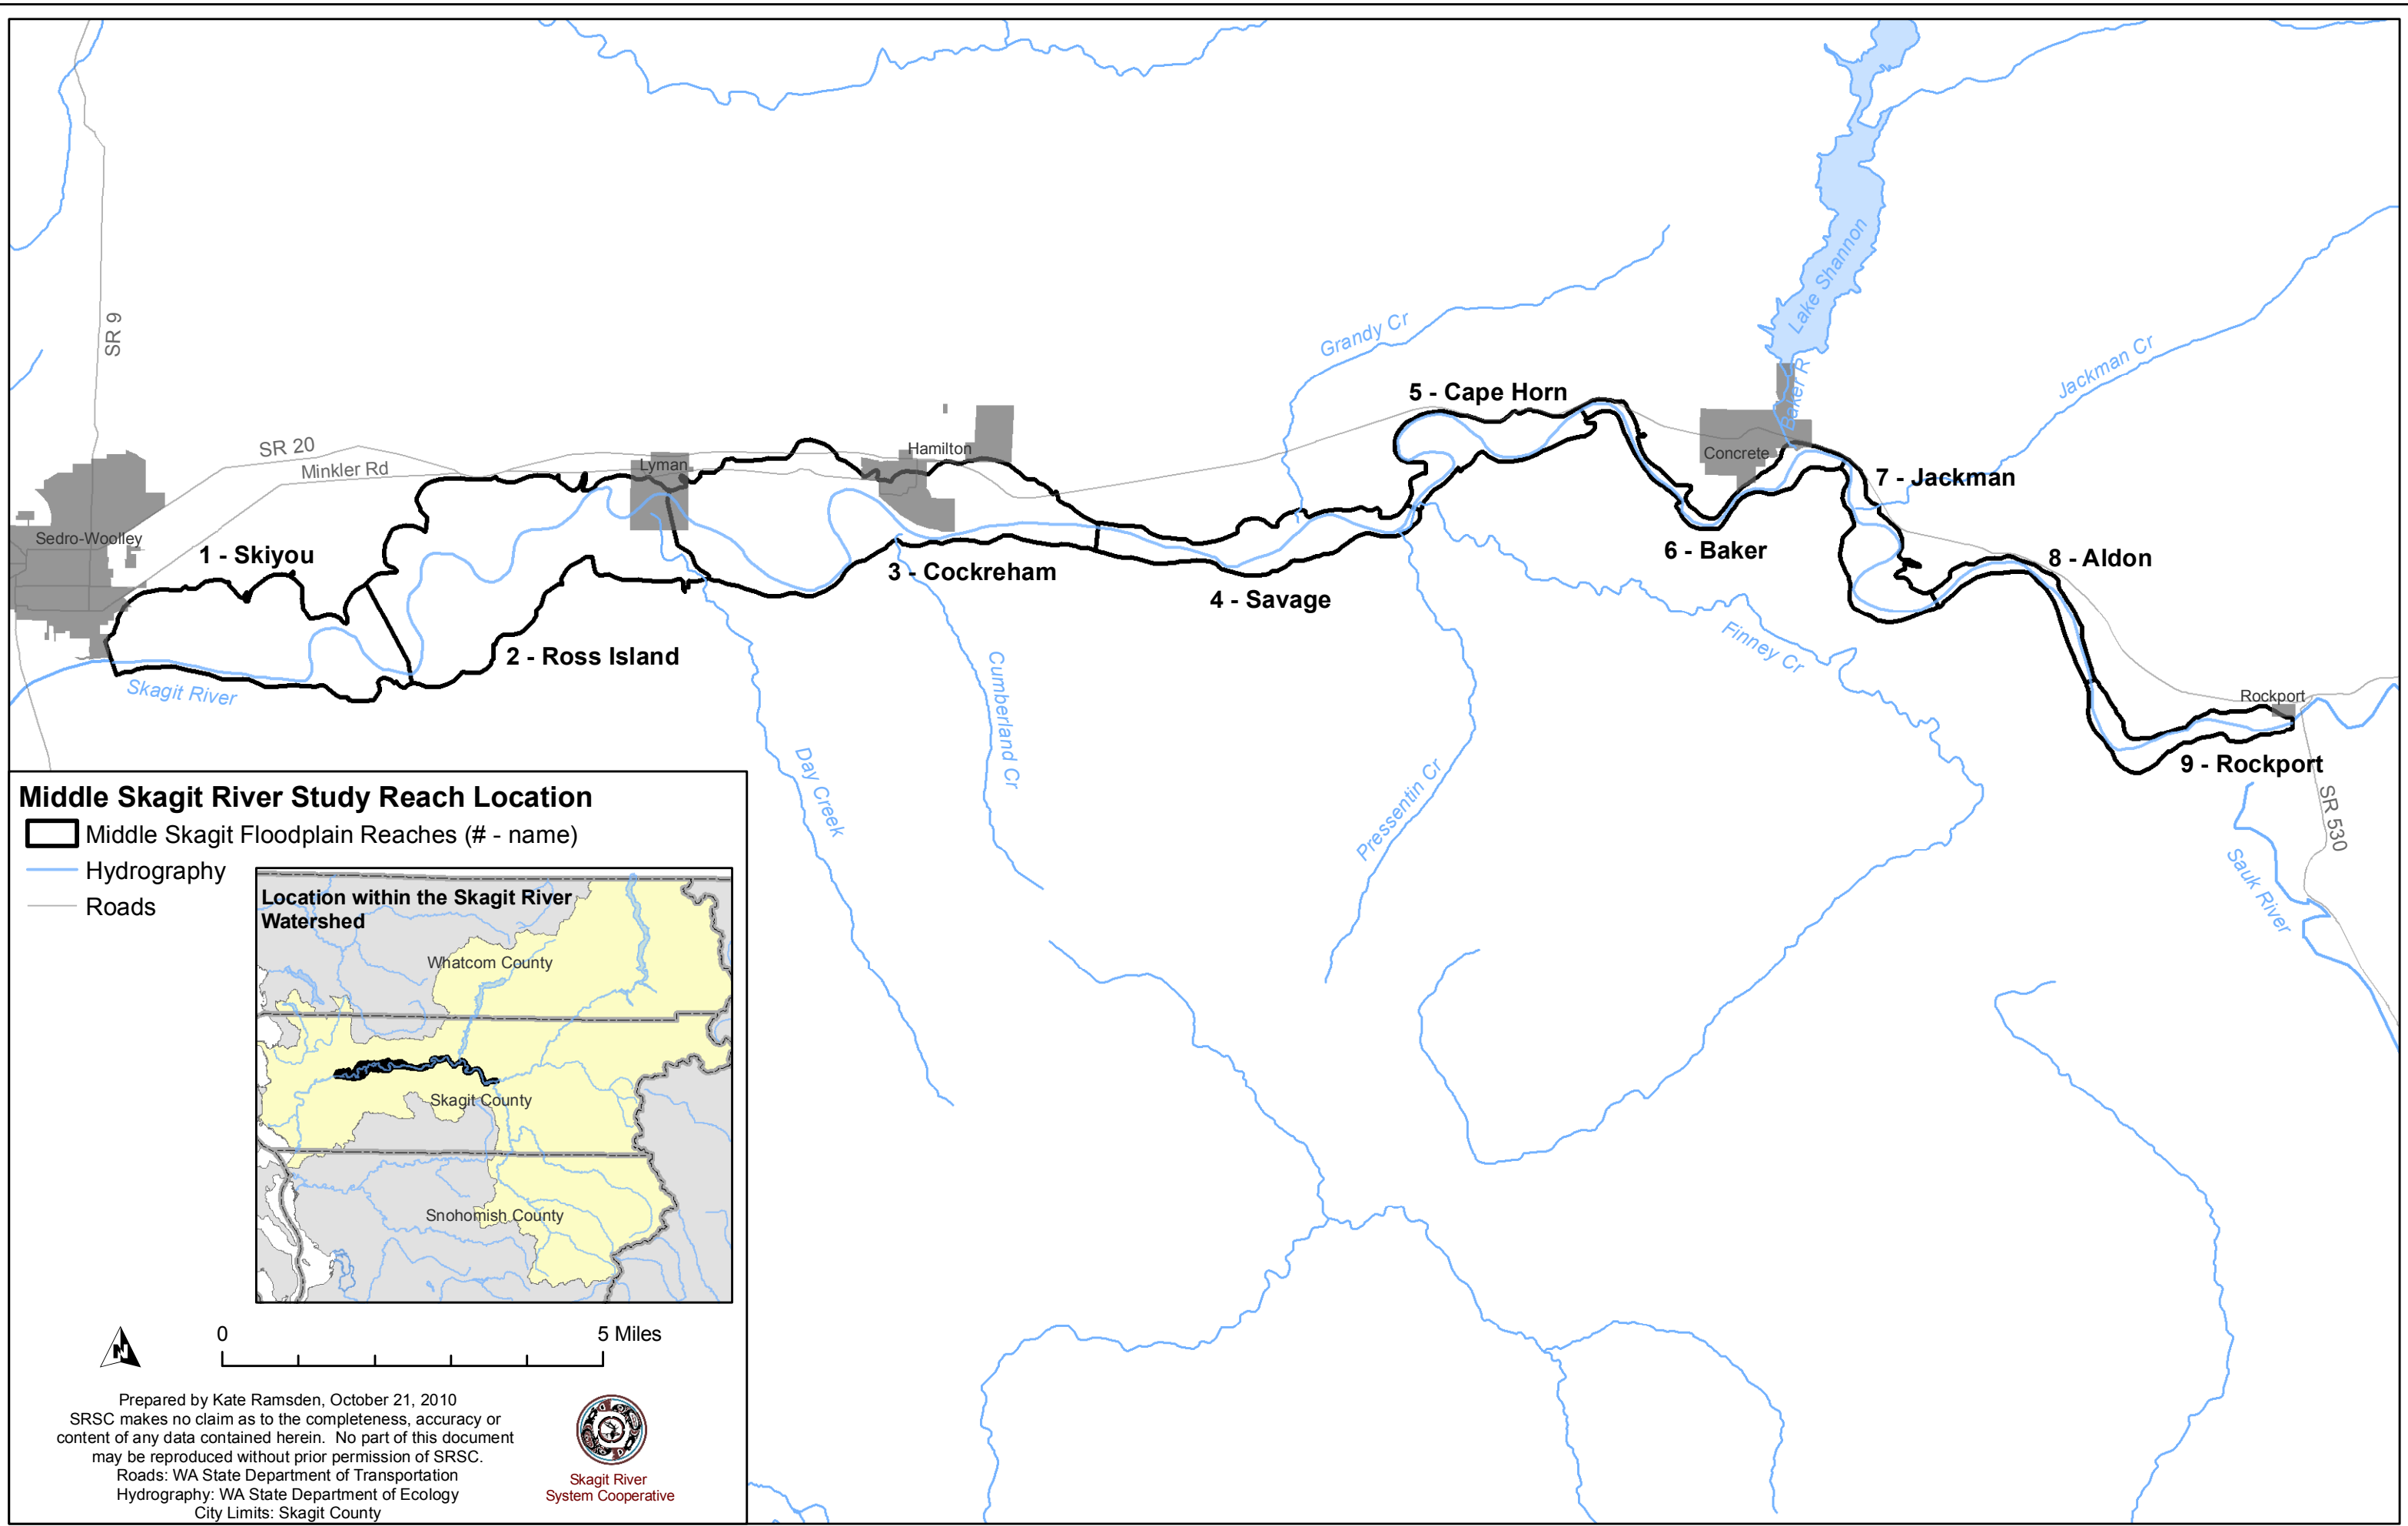 Lake Shannon
SR 9
Grandy Cr
Jackman Cr
Baker R
5 - Cape Horn
SR 20
Hamilton
Minkler Rd
Lyman
Concrete
7 - Jackman
Sedro-Woolley
1 - Skiyou
6 - Baker
8 - Aldon
3 - Cockreham
4 - Savage
Finney Cr
2 - Ross Island
Skagit River
Cumberland Cr
Rockport
9 - Rockport
Day Creek
Pressentin Cr
SR 530
Sauk River
Middle Skagit River Study Reach Location
Middle Skagit Floodplain Reaches (# - name)
Hydrography
Roads
Location within the Skagit River
Watershed
Whatcom County
Skagit County
Snohomish County
N
0 5 Miles
Prepared by Kate Ramsden, October 21, 2010
SRSC makes no claim as to the completeness, accuracy or
content of any data contained herein. No part of this document
may be reproduced without prior permission of SRSC.
Roads: WA State Department of Transportation
Hydrography: WA State Department of Ecology
City Limits: Skagit County
Skagit River
System Cooperative